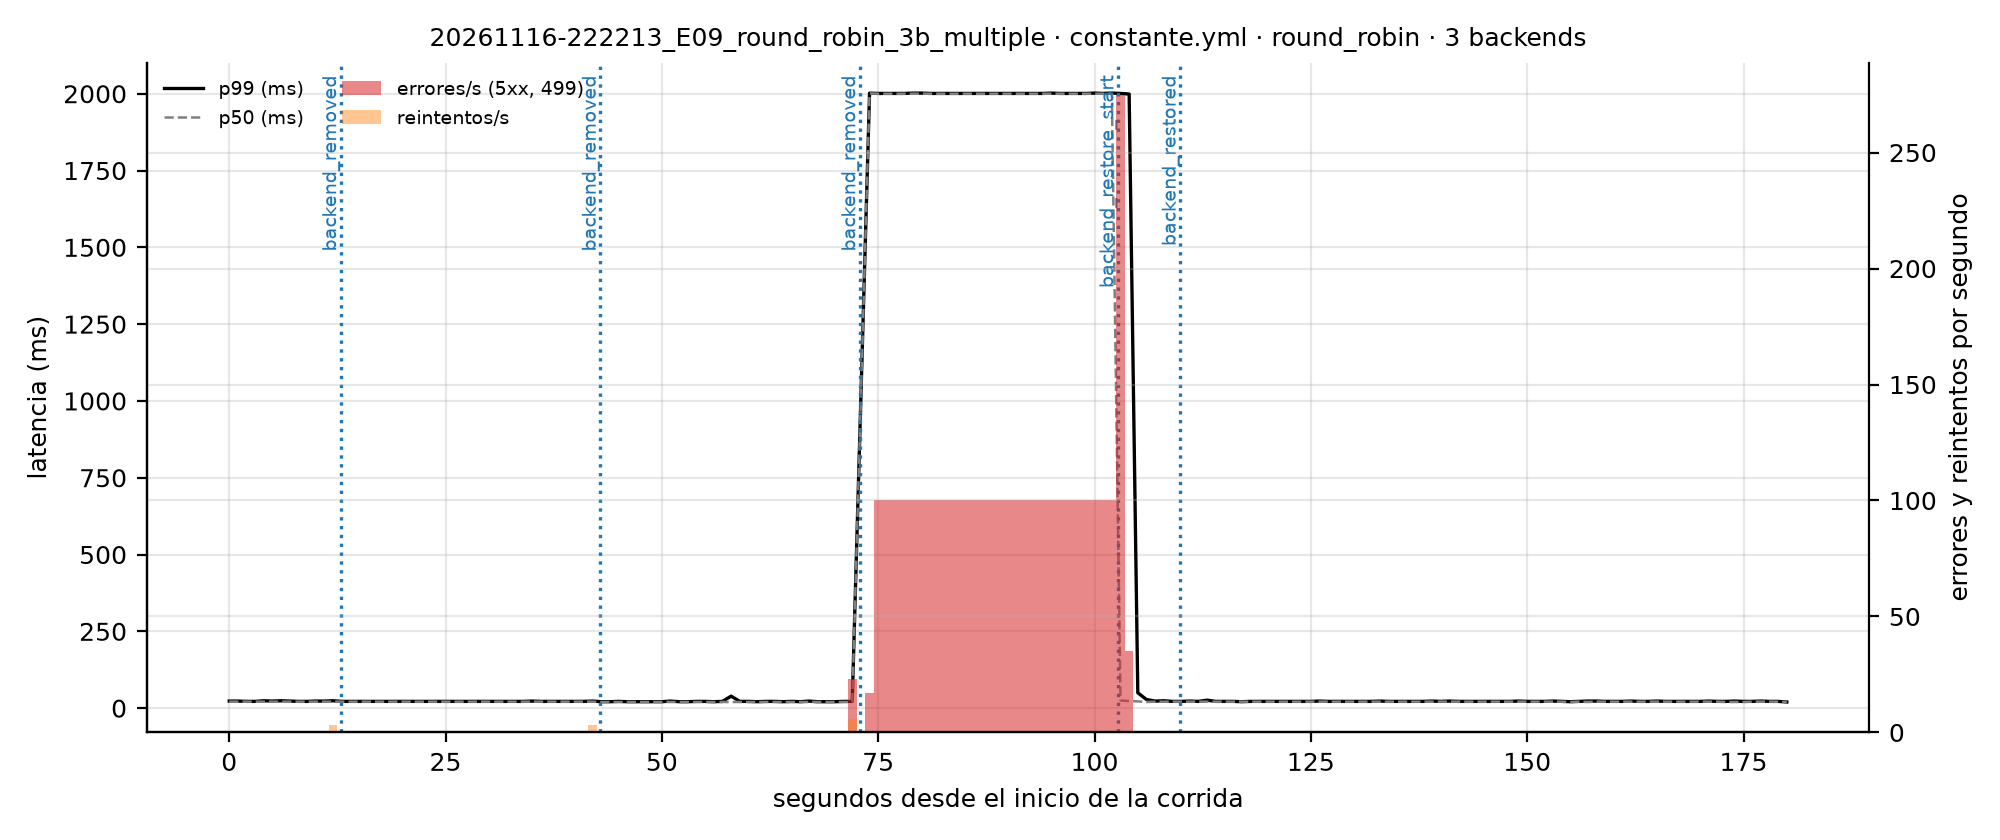 20261116-222213_E09_round_robin_3b_multiple · constante.yml · round_robin · 3 backends
p99 (ms)
p50 (ms)
errores/s (5xx, 499)
reintentos/s
backend_removed
backend_removed
backend_removed
backend_restore_start
backend_restored
latencia (ms)
2000
1750
1500
1250
1000
750
500
250
0
250
200
150
100
50
0
errores y reintentos por segundo
0
25
50
75
100
125
150
175
segundos desde el inicio de la corrida